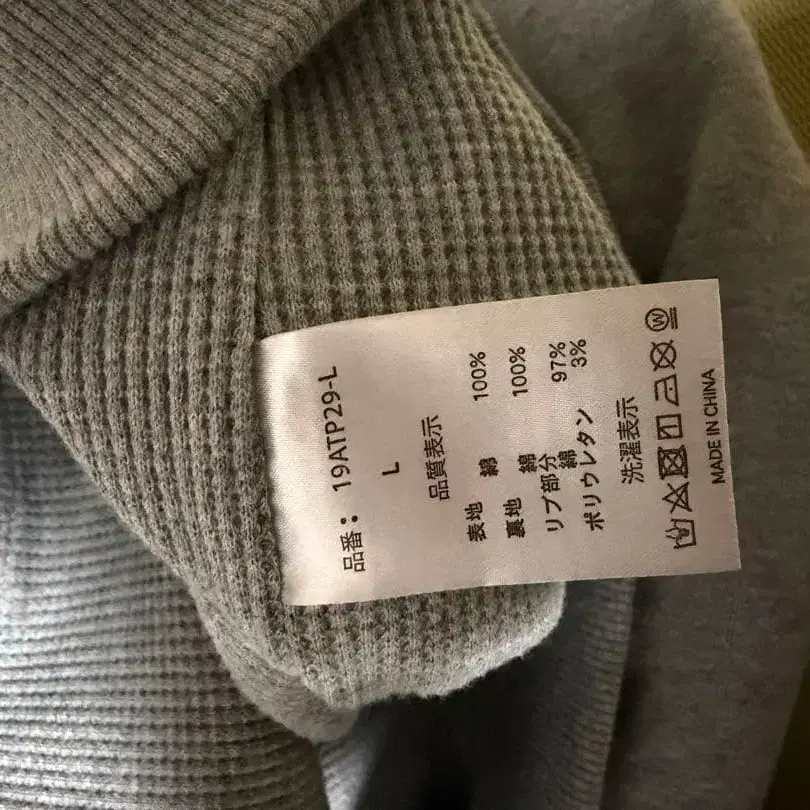 品番：19ATP29-L
L
品質表示
表地 綿 100%
裏地 綿 100%
リブ部分
綿 97%
ポリウレタン 3%
洗濯表示
W
MADE IN CHINA